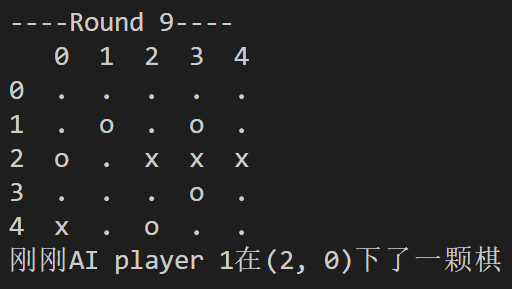 ----Round 9----
   0  1  2  3  4
0  .  .  .  .  .
1  .  o  .  o  .
2  o  .  x  x  x
3  .  .  .  o  .
4  x  .  o  .  .
刚刚AI player 1在(2, 0)下了一颗棋